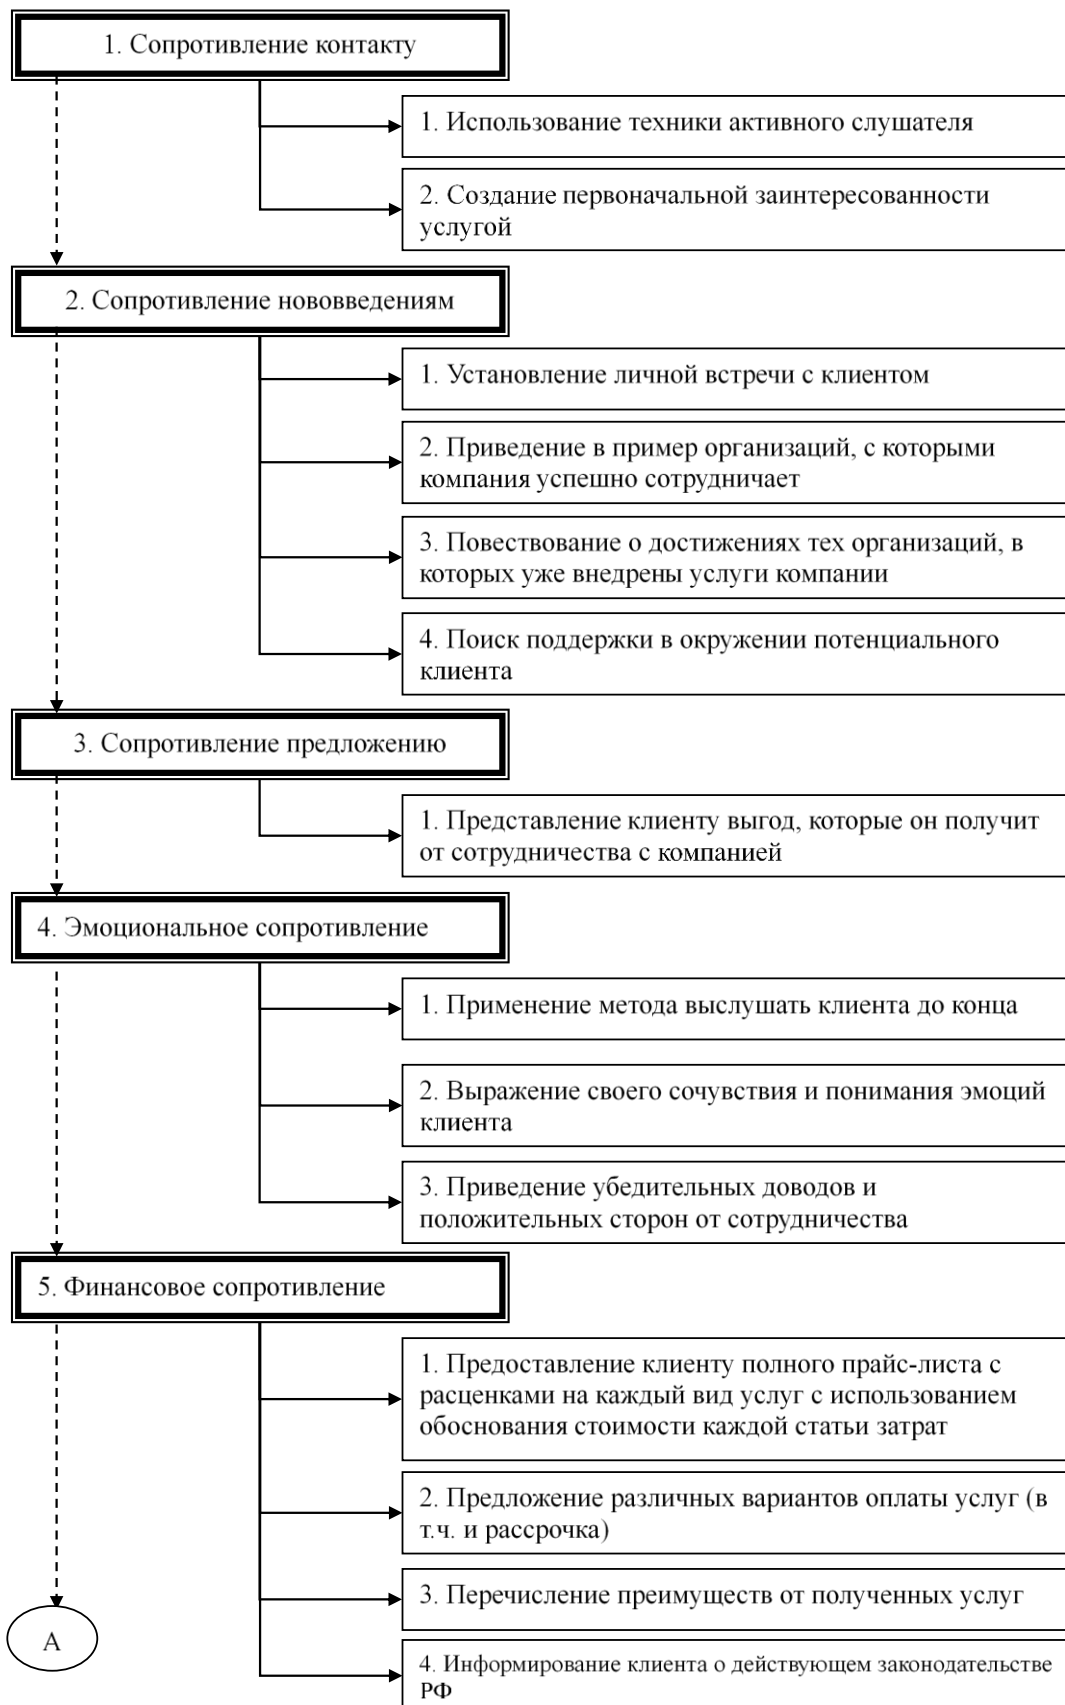 1. Сопротивление контакту
1. Использование техники активного слушателя
2. Создание первоначальной заинтересованности
услугой
2. Сопротивление нововведениям
1. Установление личной встречи с клиентом
2. Приведение в пример организаций, с которыми
компания успешно сотрудничает
3. Повествование о достижениях тех организаций, в
которых уже внедрены услуги компании
4. Поиск поддержки в окружении потенциального
клиента
3. Сопротивление предложению
1. Представление клиенту выгод, которые он получит
от сотрудничества с компанией
4. Эмоциональное сопротивление
1. Применение метода выслушать клиента до конца
2. Выражение своего сочувствия и понимания эмоций
клиента
3. Приведение убедительных доводов и
положительных сторон от сотрудничества
5. Финансовое сопротивление
1. Предоставление клиенту полного прайс-листа с
расценками на каждый вид услуг с использованием
обоснования стоимости каждой статьи затрат
2. Предложение различных вариантов оплаты услуг (в
т.ч. и рассрочка)
3. Перечисление преимуществ от полученных услуг
А
4. Информирование клиента о действующем законодательстве
РФ